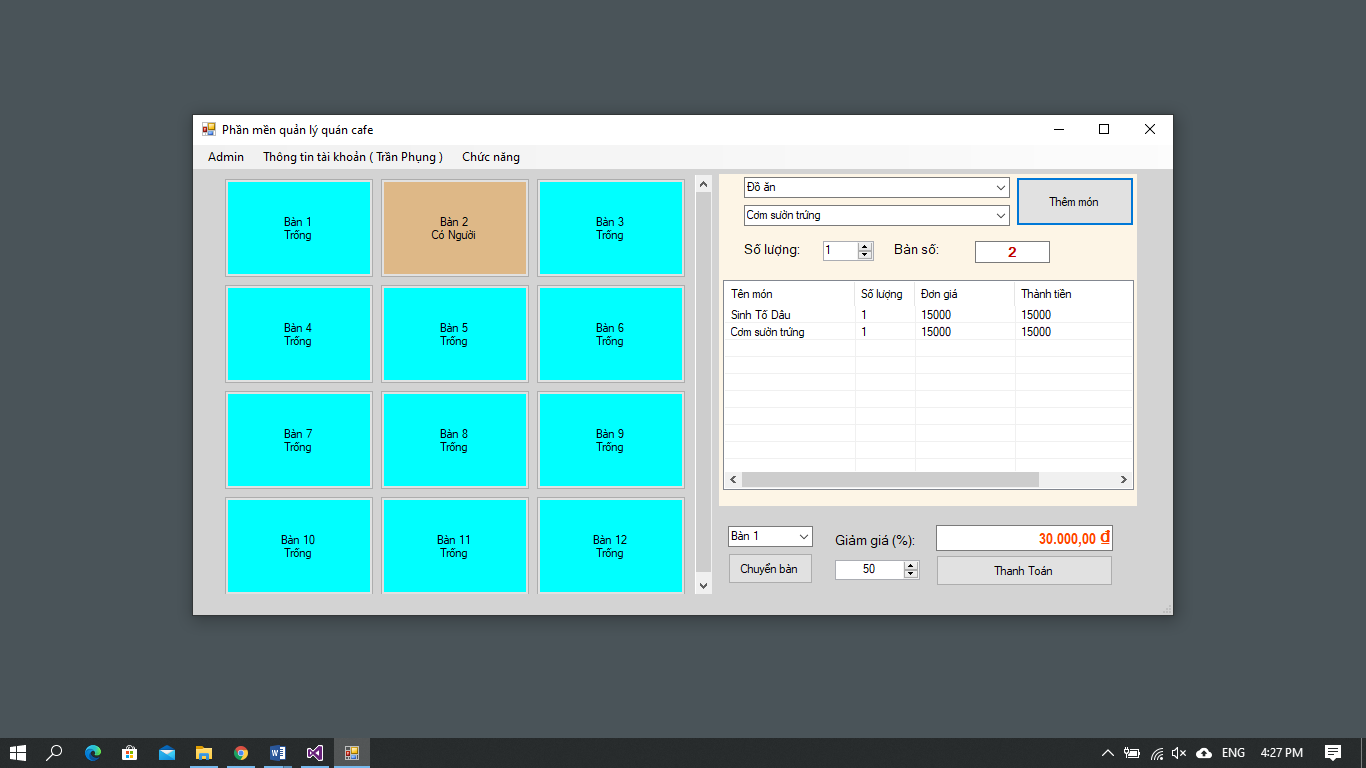 Phần mền quản lý quán cafe
Admin Thông tin tài khoản ( Trần Phụng ) Chức năng
Bàn 1
Trống
Bàn 2
Có Người
Bàn 3
Trống
Bàn 4
Trống
Bàn 5
Trống
Bàn 6
Trống
Bàn 7
Trống
Bàn 8
Trống
Bàn 9
Trống
Bàn 10
Trống
Bàn 11
Trống
Bàn 12
Trống
Đồ ăn
Thêm món
Cơm sườn trứng
Số lượng: 1 Bàn số: 2
Tên món Số lượng Đơn giá Thành tiền
Sinh Tố Dâu 1 15000 15000
Cơm sườn trứng 1 15000 15000
Bàn 1 Giảm giá (%): 30.000,00 ₫
Chuyển bàn 50 Thanh Toán
ENG 4:27 PM